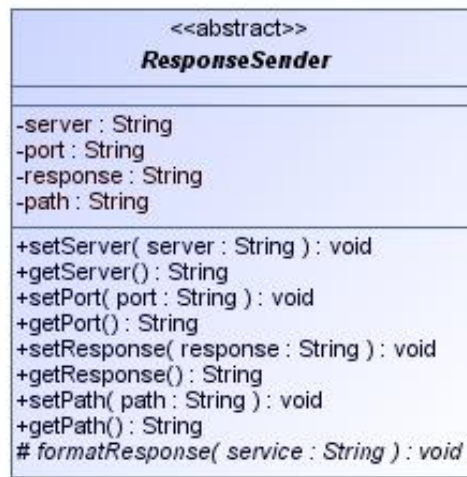 <<abstract>>
ResponseSender
-server : String
-port : String
-response : String
-path : String
+setServer( server : String ) : void
+getServer() : String
+setPort( port : String ) : void
+getPort() : String
+setResponse( response : String ) : void
+getResponse() : String
+setPath( path : String ) : void
+getPath() : String
# formatResponse( service : String ) : void